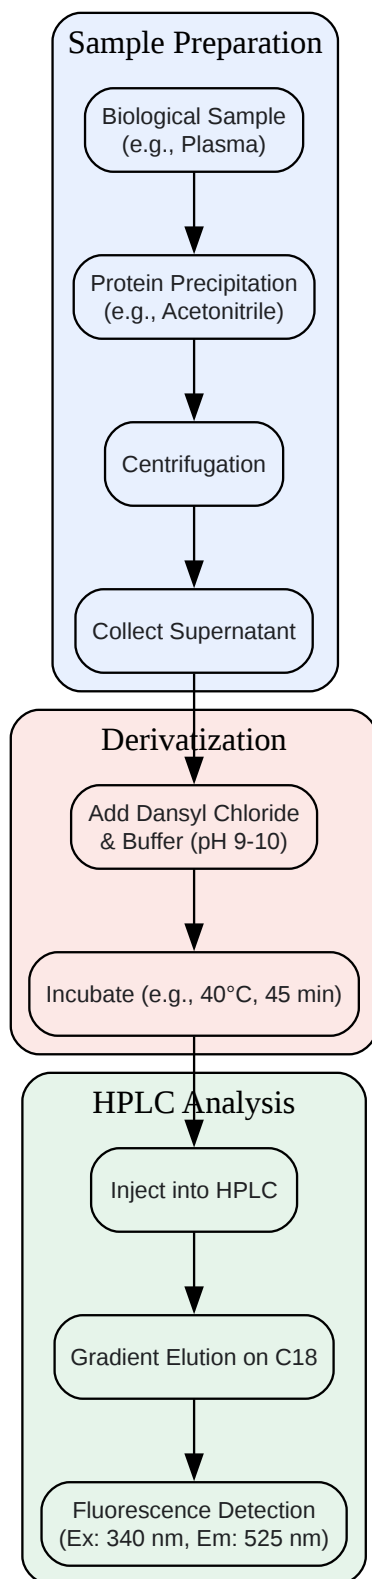 Sample Preparation
Biological Sample
(e.g., Plasma)
Protein Precipitation
(e.g., Acetonitrile)
Centrifugation
Collect Supernatant
Derivatization
Add Dansyl Chloride
& Buffer (pH 9-10)
Incubate (e.g., 40°C, 45 min)
HPLC Analysis
Inject into HPLC
Gradient Elution on C18
Fluorescence Detection
(Ex: 340 nm, Em: 525 nm)